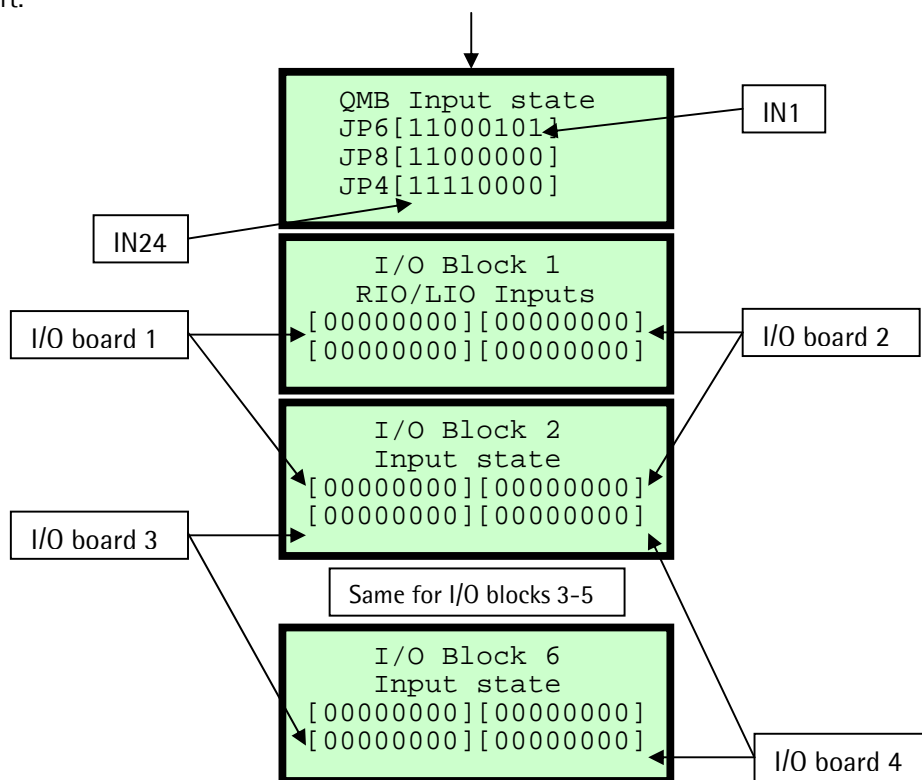 rt.
QMB Input state
JP6[11000101]
JP8[11000000]
JP4[11110000]
IN1
IN24
I/O Block 1
RIO/LIO Inputs
[00000000][00000000]
[00000000][00000000]
I/O board 1
I/O board 2
I/O Block 2
Input state
[00000000][00000000]
[00000000][00000000]
I/O board 3
Same for I/O blocks 3-5
I/O Block 6
Input state
[00000000][00000000]
[00000000][00000000]
I/O board 4